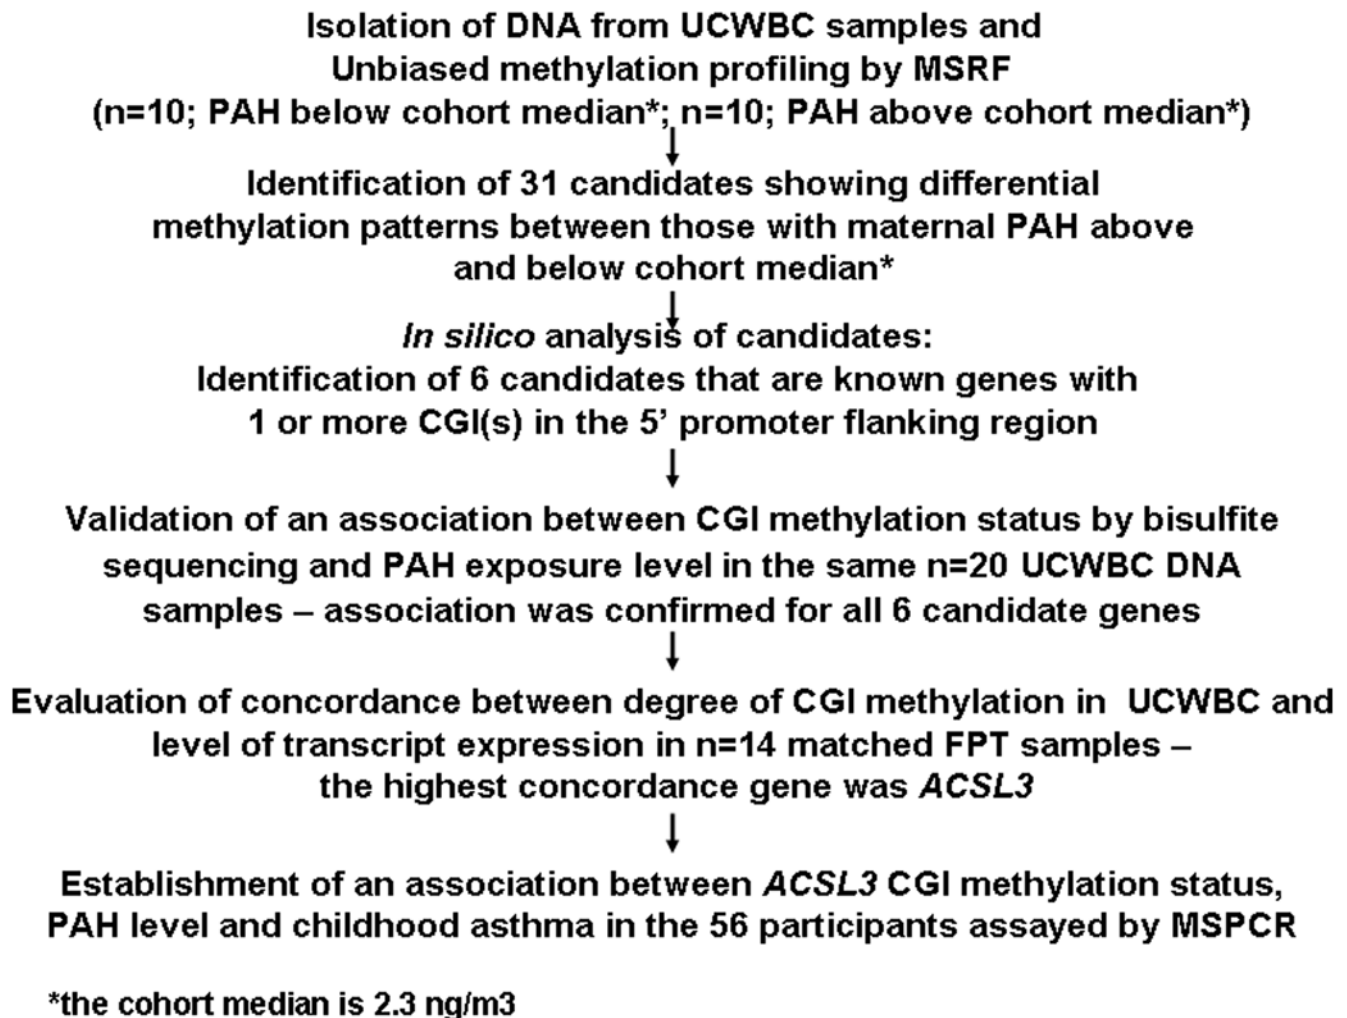 Isolation of DNA from UCWBC samples and
Unbiased methylation profiling by MSRF
(n=10; PAH below cohort median*; n=10; PAH above cohort median*)
Identification of 31 candidates showing differential
methylation patterns between those with maternal PAH above
and below cohort median*
In silico analysis of candidates:
Identification of 6 candidates that are known genes with
1 or more CGI(s) in the 5' promoter flanking region
Validation of an association between CGI methylation status by bisulfite
sequencing and PAH exposure level in the same n=20 UCWBC DNA
samples – association was confirmed for all 6 candidate genes
Evaluation of concordance between degree of CGI methylation in UCWBC and
level of transcript expression in n=14 matched FPT samples –
the highest concordance gene was ACSL3
Establishment of an association between ACSL3 CGI methylation status,
PAH level and childhood asthma in the 56 participants assayed by MSPCR
*the cohort median is 2.3 ng/m3